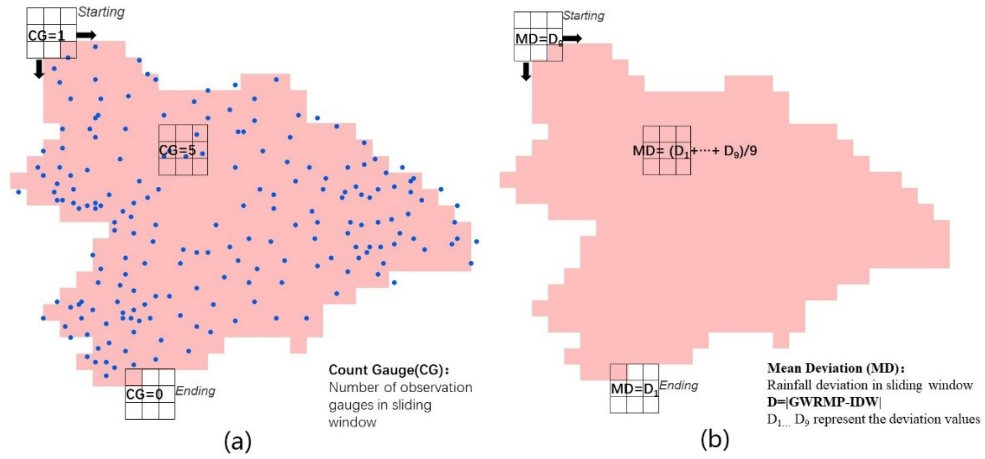 Starting
CG=1
CG=5
CG=0
Ending
Count Gauge(CG)：
Number of observation
gauges in sliding
window
(a)
Starting
MD=D₉
MD= (D₁+···+ D₉)/9
MD=D₁
Ending
Mean Deviation (MD)：
Rainfall deviation in sliding window
D=|GWRMP-IDW|
D₁... D₉ represent the deviation values
(b)